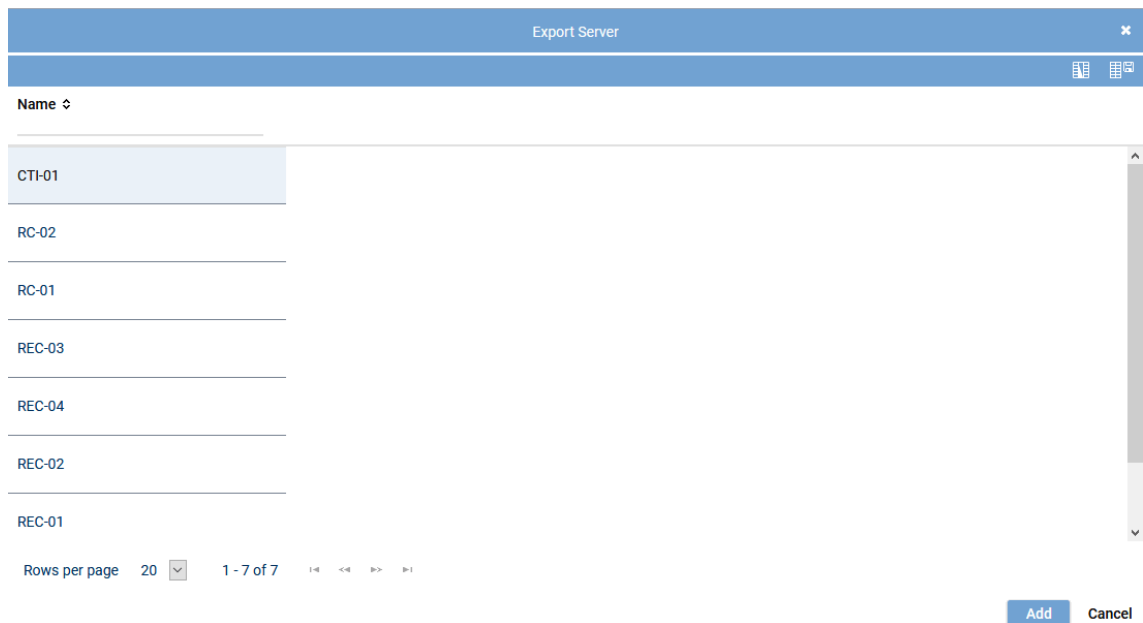 Export Server
Name
CTI-01
RC-02
RC-01
REC-03
REC-04
REC-02
REC-01
Rows per page 20 1 - 7 of 7
Add Cancel